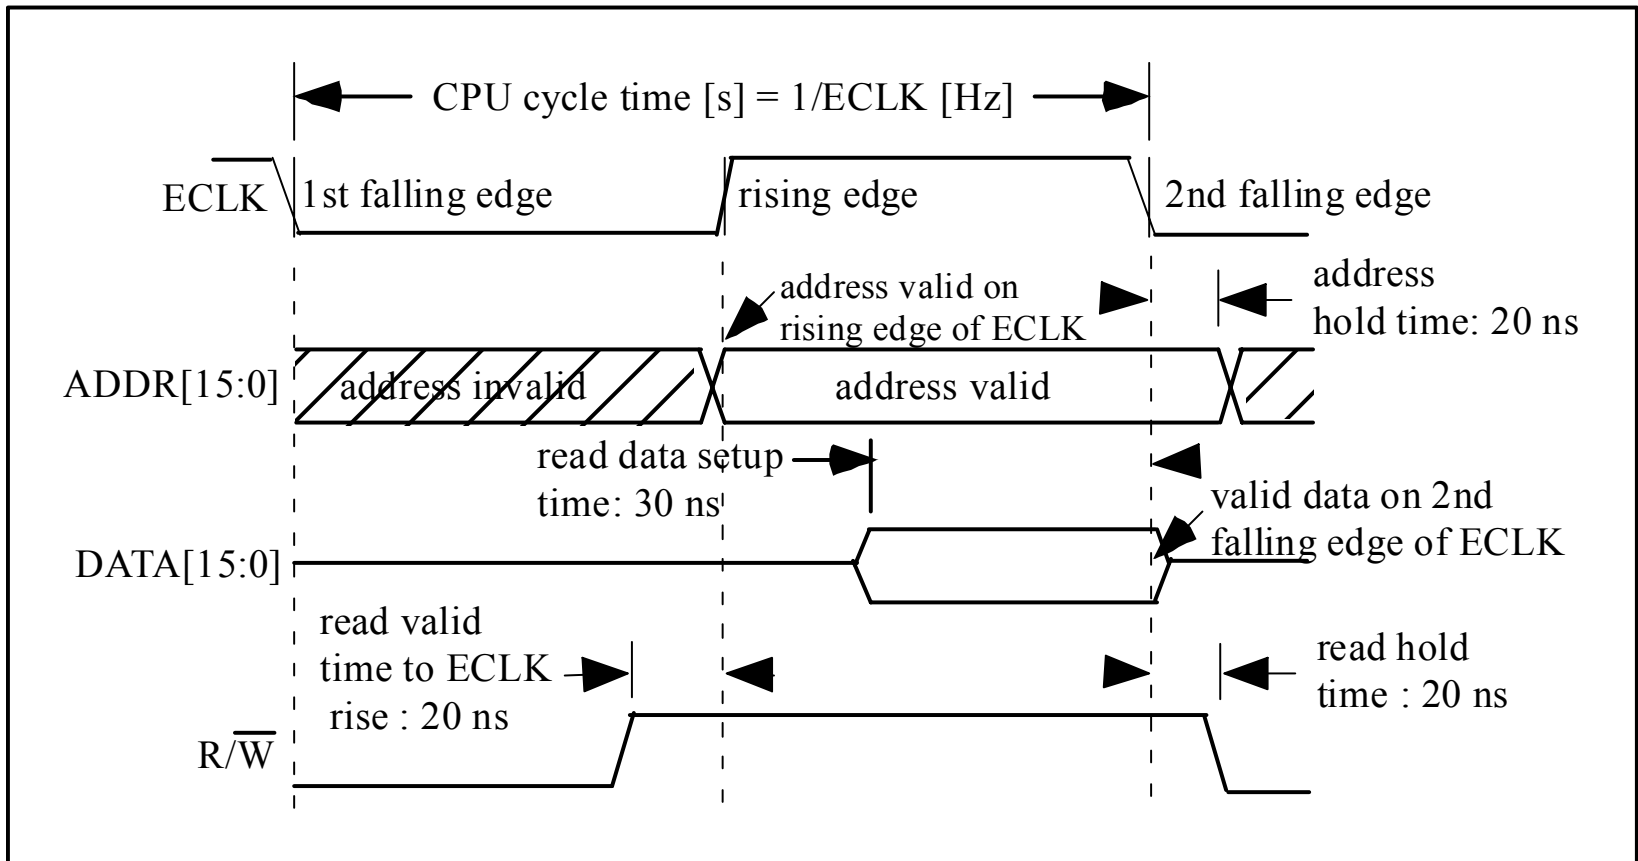 CPU cycle time [s] = 1/ECLK [Hz]
ECLK
1st falling edge
rising edge
2nd falling edge
address valid on
rising edge of ECLK
address
hold time: 20 ns
ADDR[15:0]
address invalid
address valid
read data setup
time: 30 ns
valid data on 2nd
falling edge of ECLK
DATA[15:0]
read valid
time to ECLK
rise : 20 ns
read hold
time : 20 ns
R/W̅